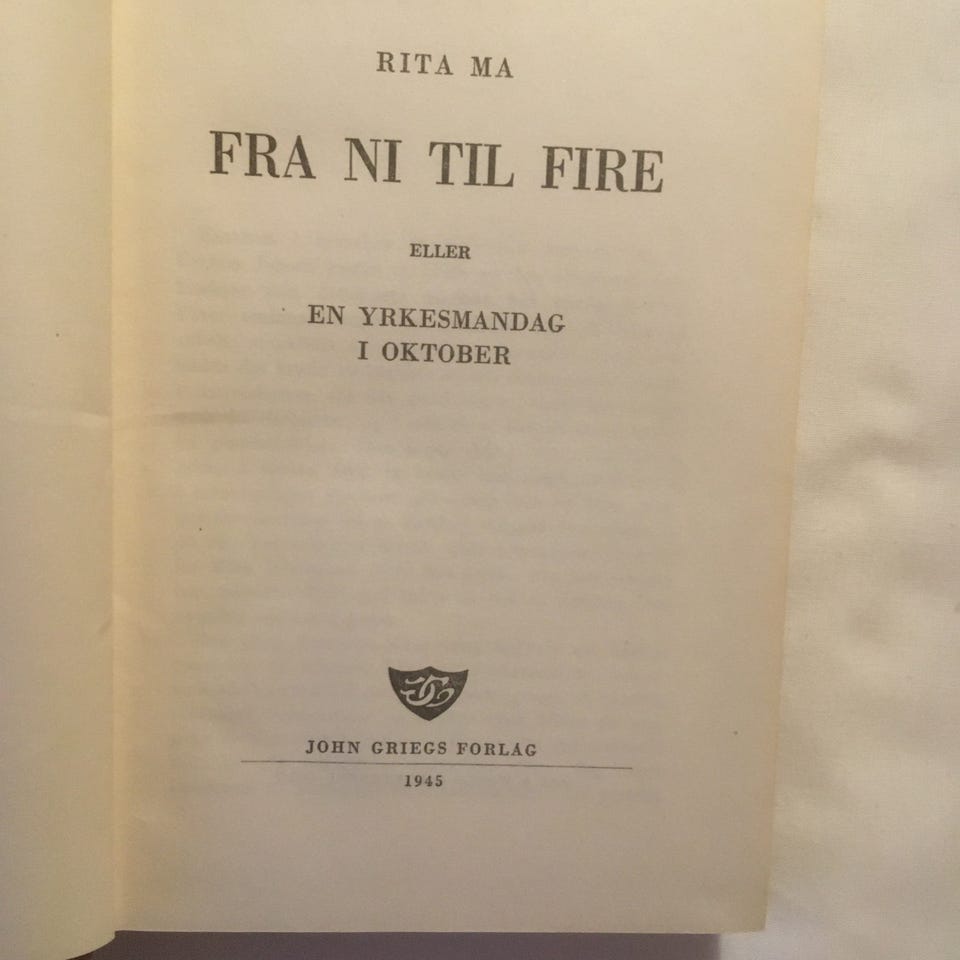 RITA MA
FRA NI TIL FIRE
ELLER
EN YRKESMANDAG
I OKTOBER
JOHN GRIEGS FORLAG
1945